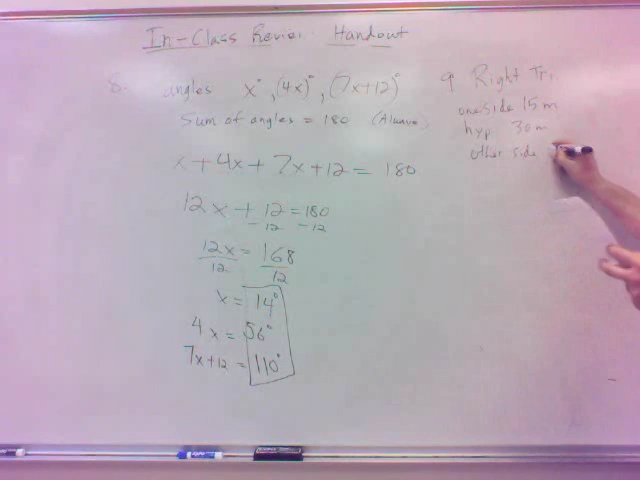 In-Class Review Handout
8. angles x°, (4x)°, (7x+12)°
Sum of angles = 180 (Always)
x + 4x + 7x + 12 = 180
12x + 12 = 180
-12 -12
12x = 168
12 12
x = 14°
4x = 56°
7x+12 = 110°
9 Right Tri.
one side 15 m
hyp 30 m
other side